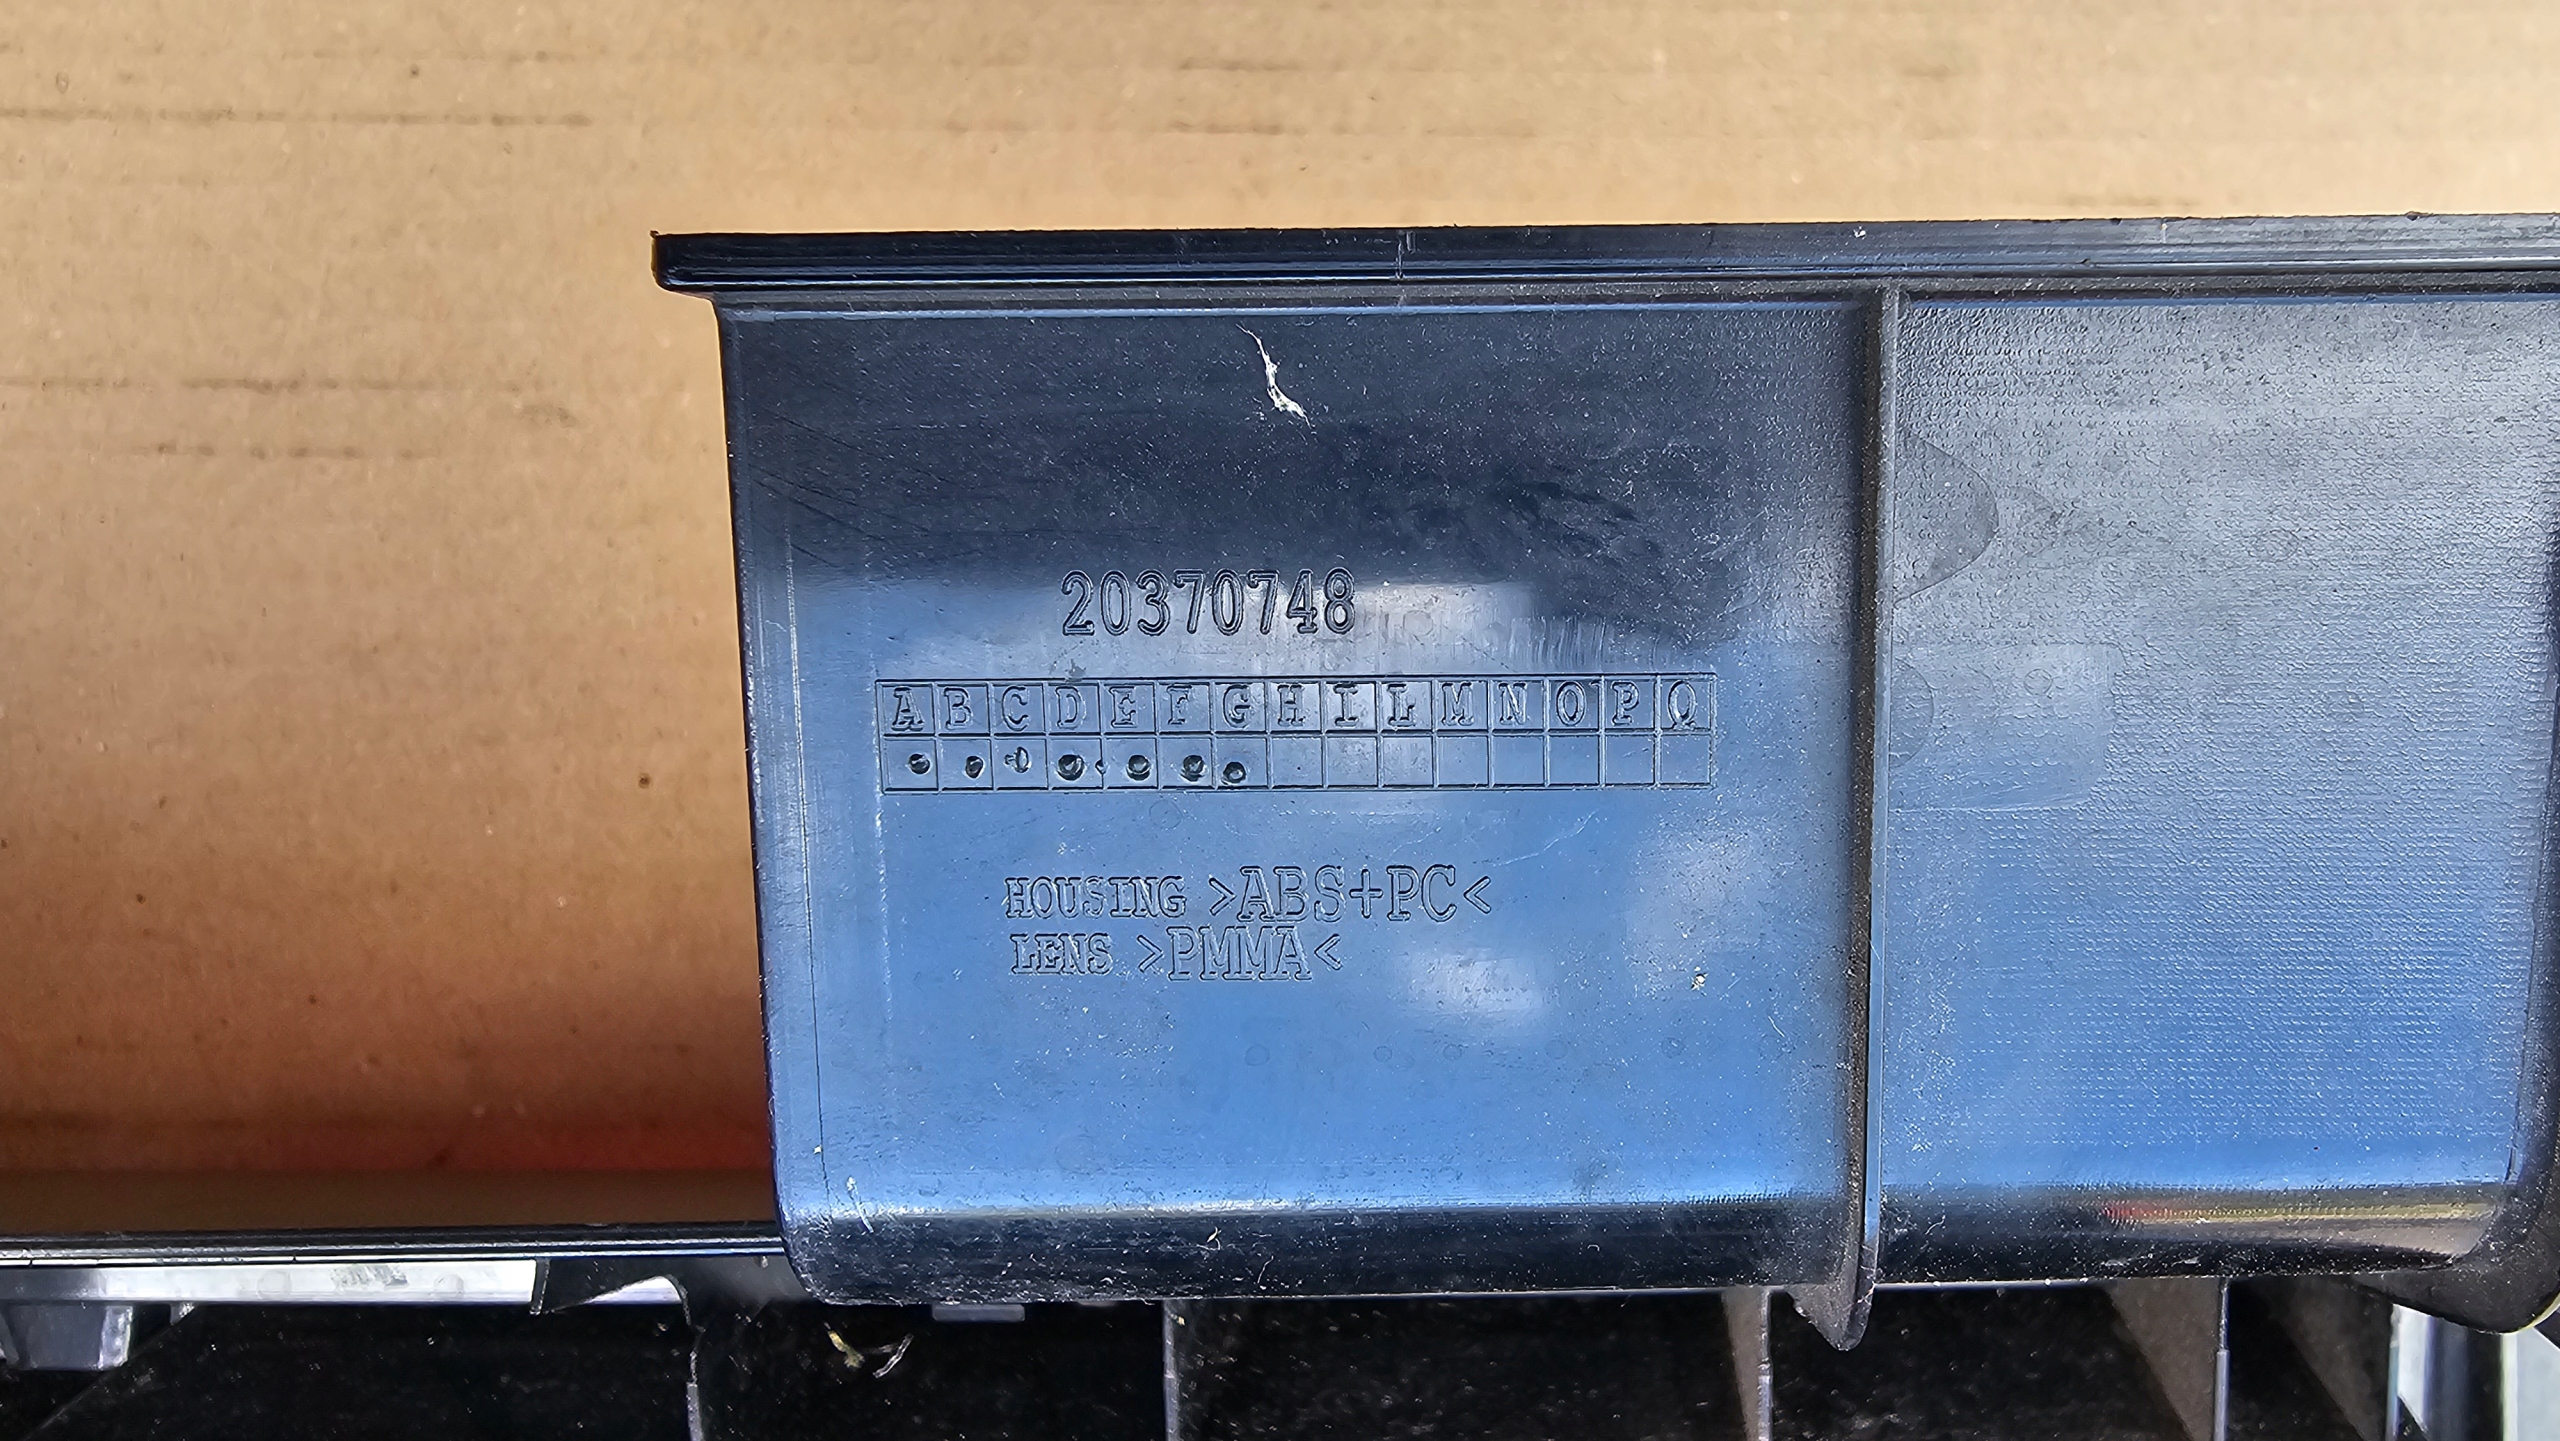 20370748
A B C D E F G H I L M N O P Q
HOUSING >ABS+PC<
LENS >PMMA<